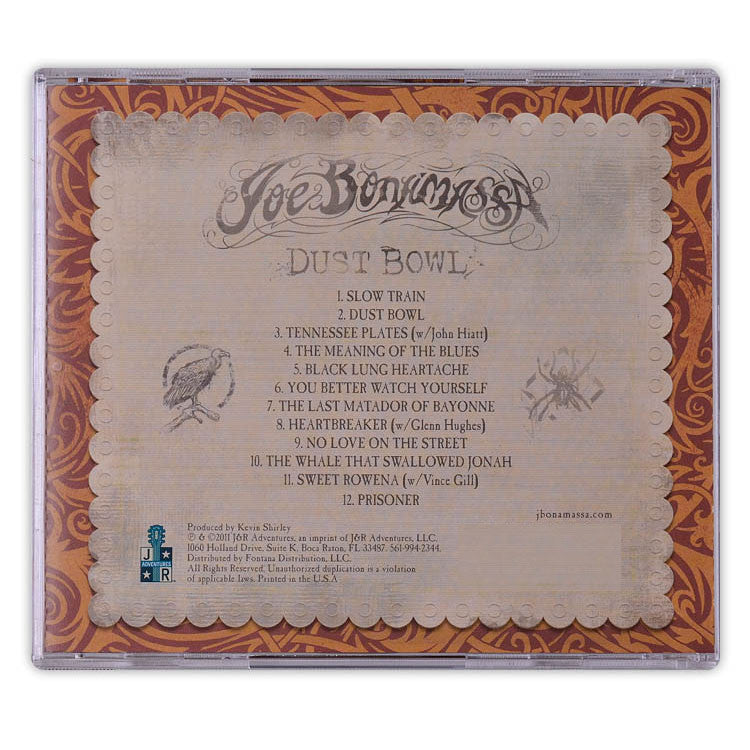 Joe Bonamassa
DUST BOWL
1. SLOW TRAIN
2. DUST BOWL
3. TENNESSEE PLATES (w/John Hiatt)
4. THE MEANING OF THE BLUES
5. BLACK LUNG HEARTACHE
6. YOU BETTER WATCH YOURSELF
7. THE LAST MATADOR OF BAYONNE
8. HEARTBREAKER (w/Glenn Hughes)
9. NO LOVE ON THE STREET
10. THE WHALE THAT SWALLOWED JONAH
11. SWEET ROWENA (w/Vince Gill)
12. PRISONER
jbonamassa.com
J
ADVENTURES
R
Produced by Kevin Shirley
℗ & ©2011 J&R Adventures, an imprint of J&R Adventures, LLC.
1060 Holland Drive, Suite K, Boca Raton, FL 33487. 561-994-2344.
Distributed by Fontana Distribution, LLC.
All Rights Reserved. Unauthorized duplication is a violation
of applicable laws. Printed in the U.S.A